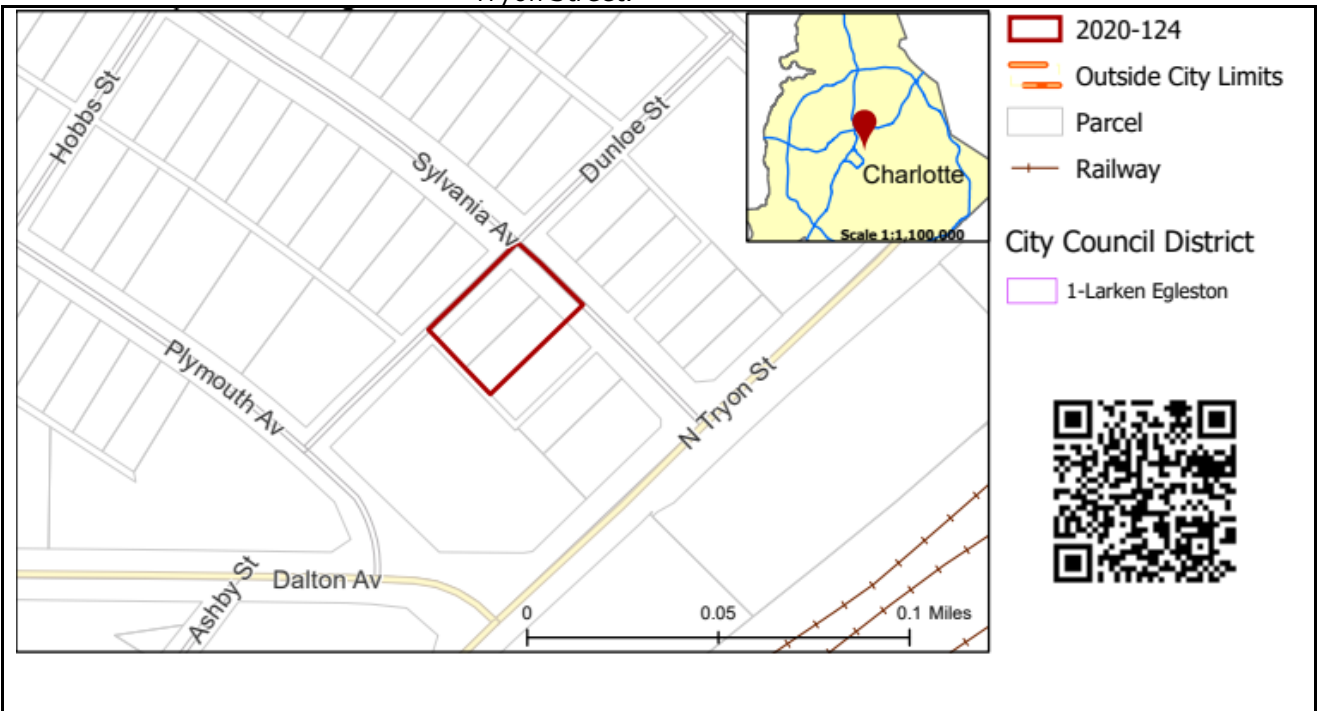 Tryon Street.
Hobbs St
Sylvania Av
Dunloe St
Plymouth Av
N Tryon St
Ashby St
Dalton Av
0 0.05 0.1 Miles
Charlotte
Scale 1:1,100,000
2020-124
Outside City Limits
Parcel
Railway
City Council District
1-Larken Egleston